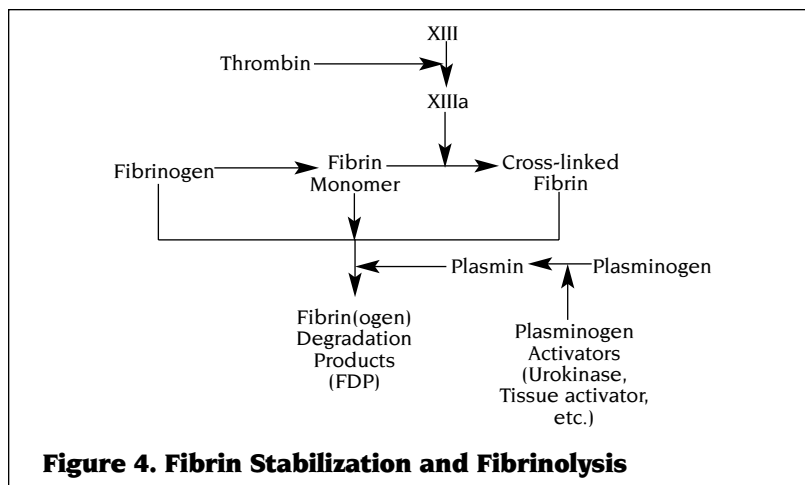 XIII
Thrombin
XIIIa
Fibrinogen
Fibrin
Monomer
Cross-linked
Fibrin
Plasmin
Plasminogen
Fibrin(ogen)
Degradation
Products
(FDP)
Plasminogen
Activators
(Urokinase,
Tissue activator,
etc.)
Figure 4. Fibrin Stabilization and Fibrinolysis